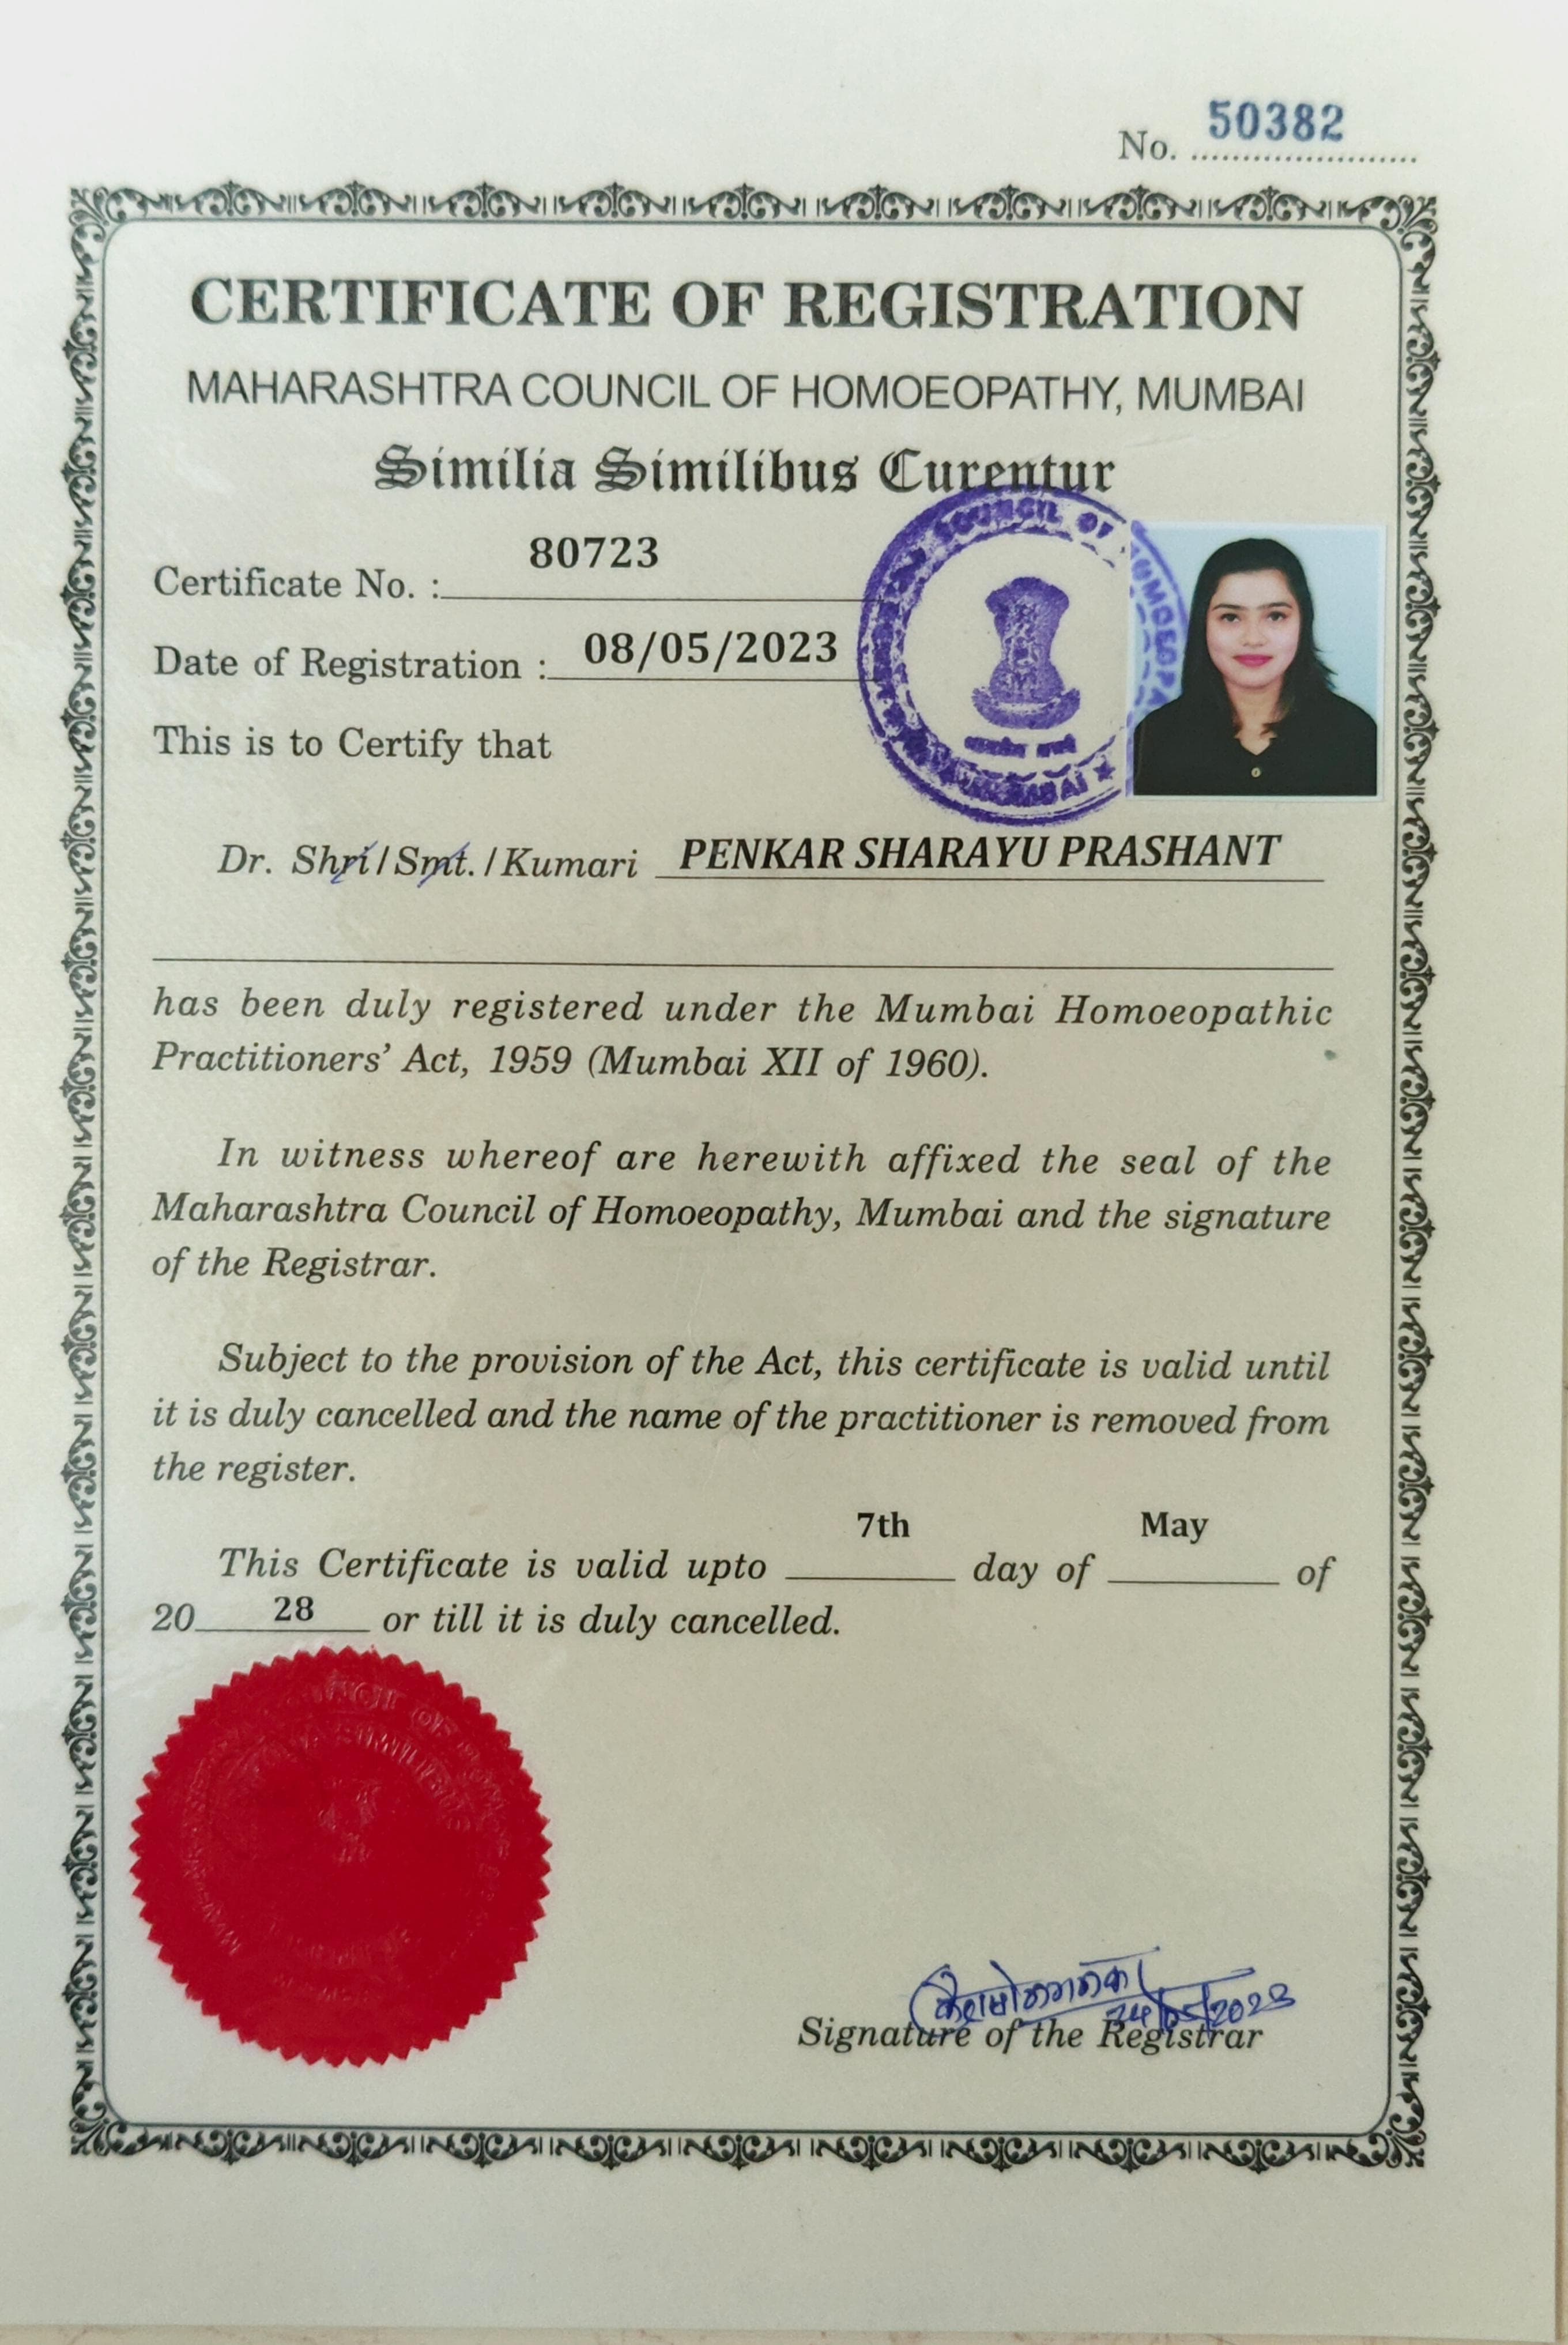 No. 50382
CERTIFICATE OF REGISTRATION
MAHARASHTRA COUNCIL OF HOMOEOPATHY, MUMBAI
Similia Similibus Curentur
Certificate No. : 80723
Date of Registration : 08/05/2023
COUNCIL OF
This is to Certify that
Dr. Shri/Smt./Kumari PENKAR SHARAYU PRASHANT
has been duly registered under the Mumbai Homoeopathic
Practitioners' Act, 1959 (Mumbai XII of 1960).
In witness whereof are herewith affixed the seal of the
Maharashtra Council of Homoeopathy, Mumbai and the signature
of the Registrar.
Subject to the provision of the Act, this certificate is valid until
it is duly cancelled and the name of the practitioner is removed from
the register.
This Certificate is valid upto 7th day of May of
20 28 or till it is duly cancelled.
Signature of the Registrar